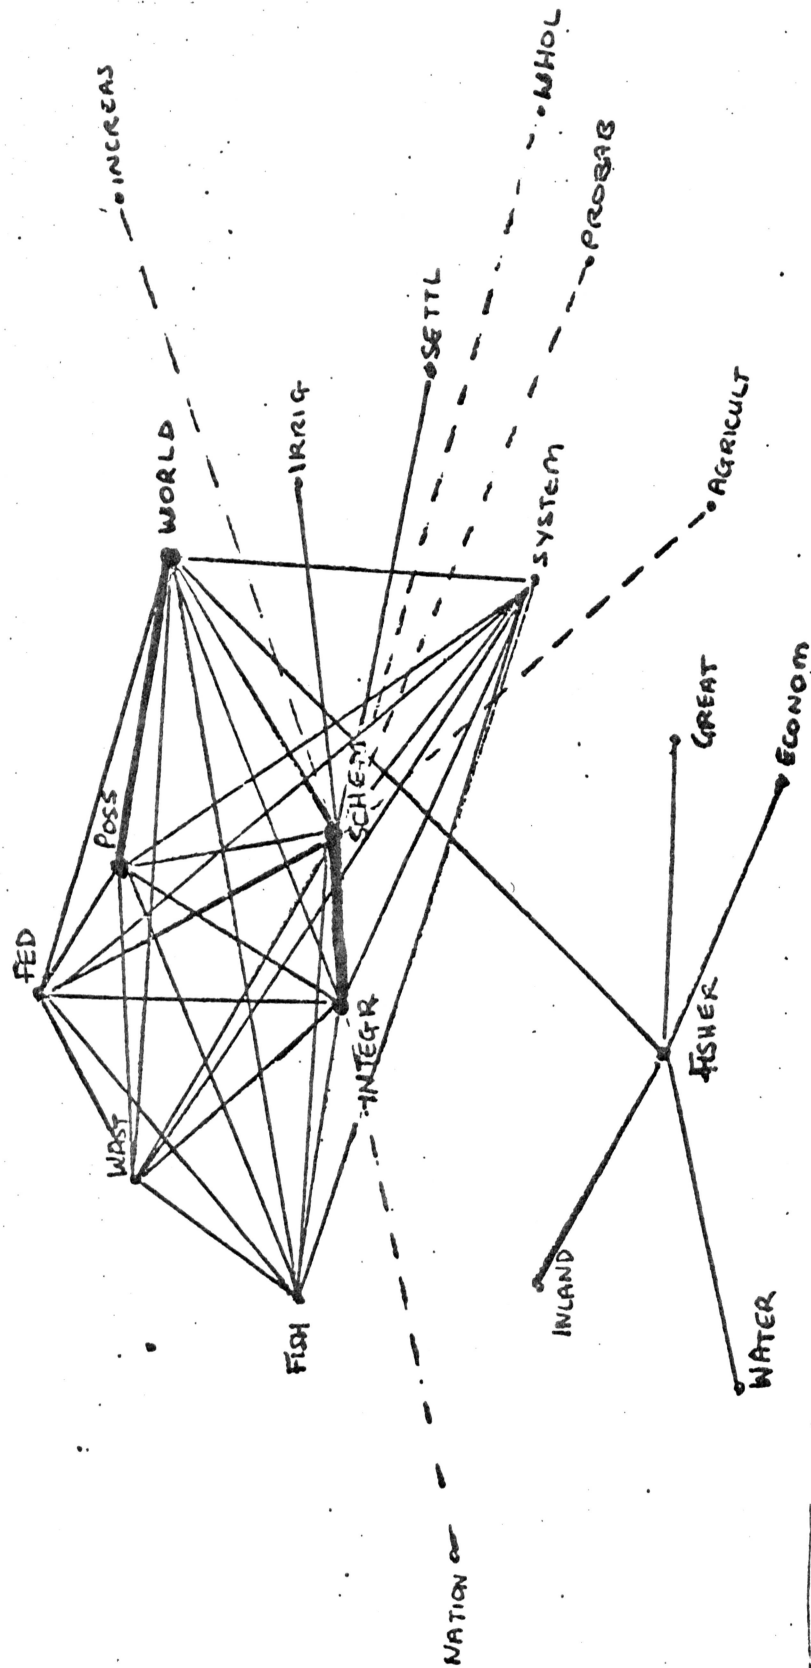 INCREAS
WHOL
PROBAB
SETTL
IRRIG
WORLD
AGRICULT
SYSTEM
GREAT
ECONOM
POSS
SCHEM
FED
INTEGR
FISHER
WAST
FISH
INLAND
WATER
NATION